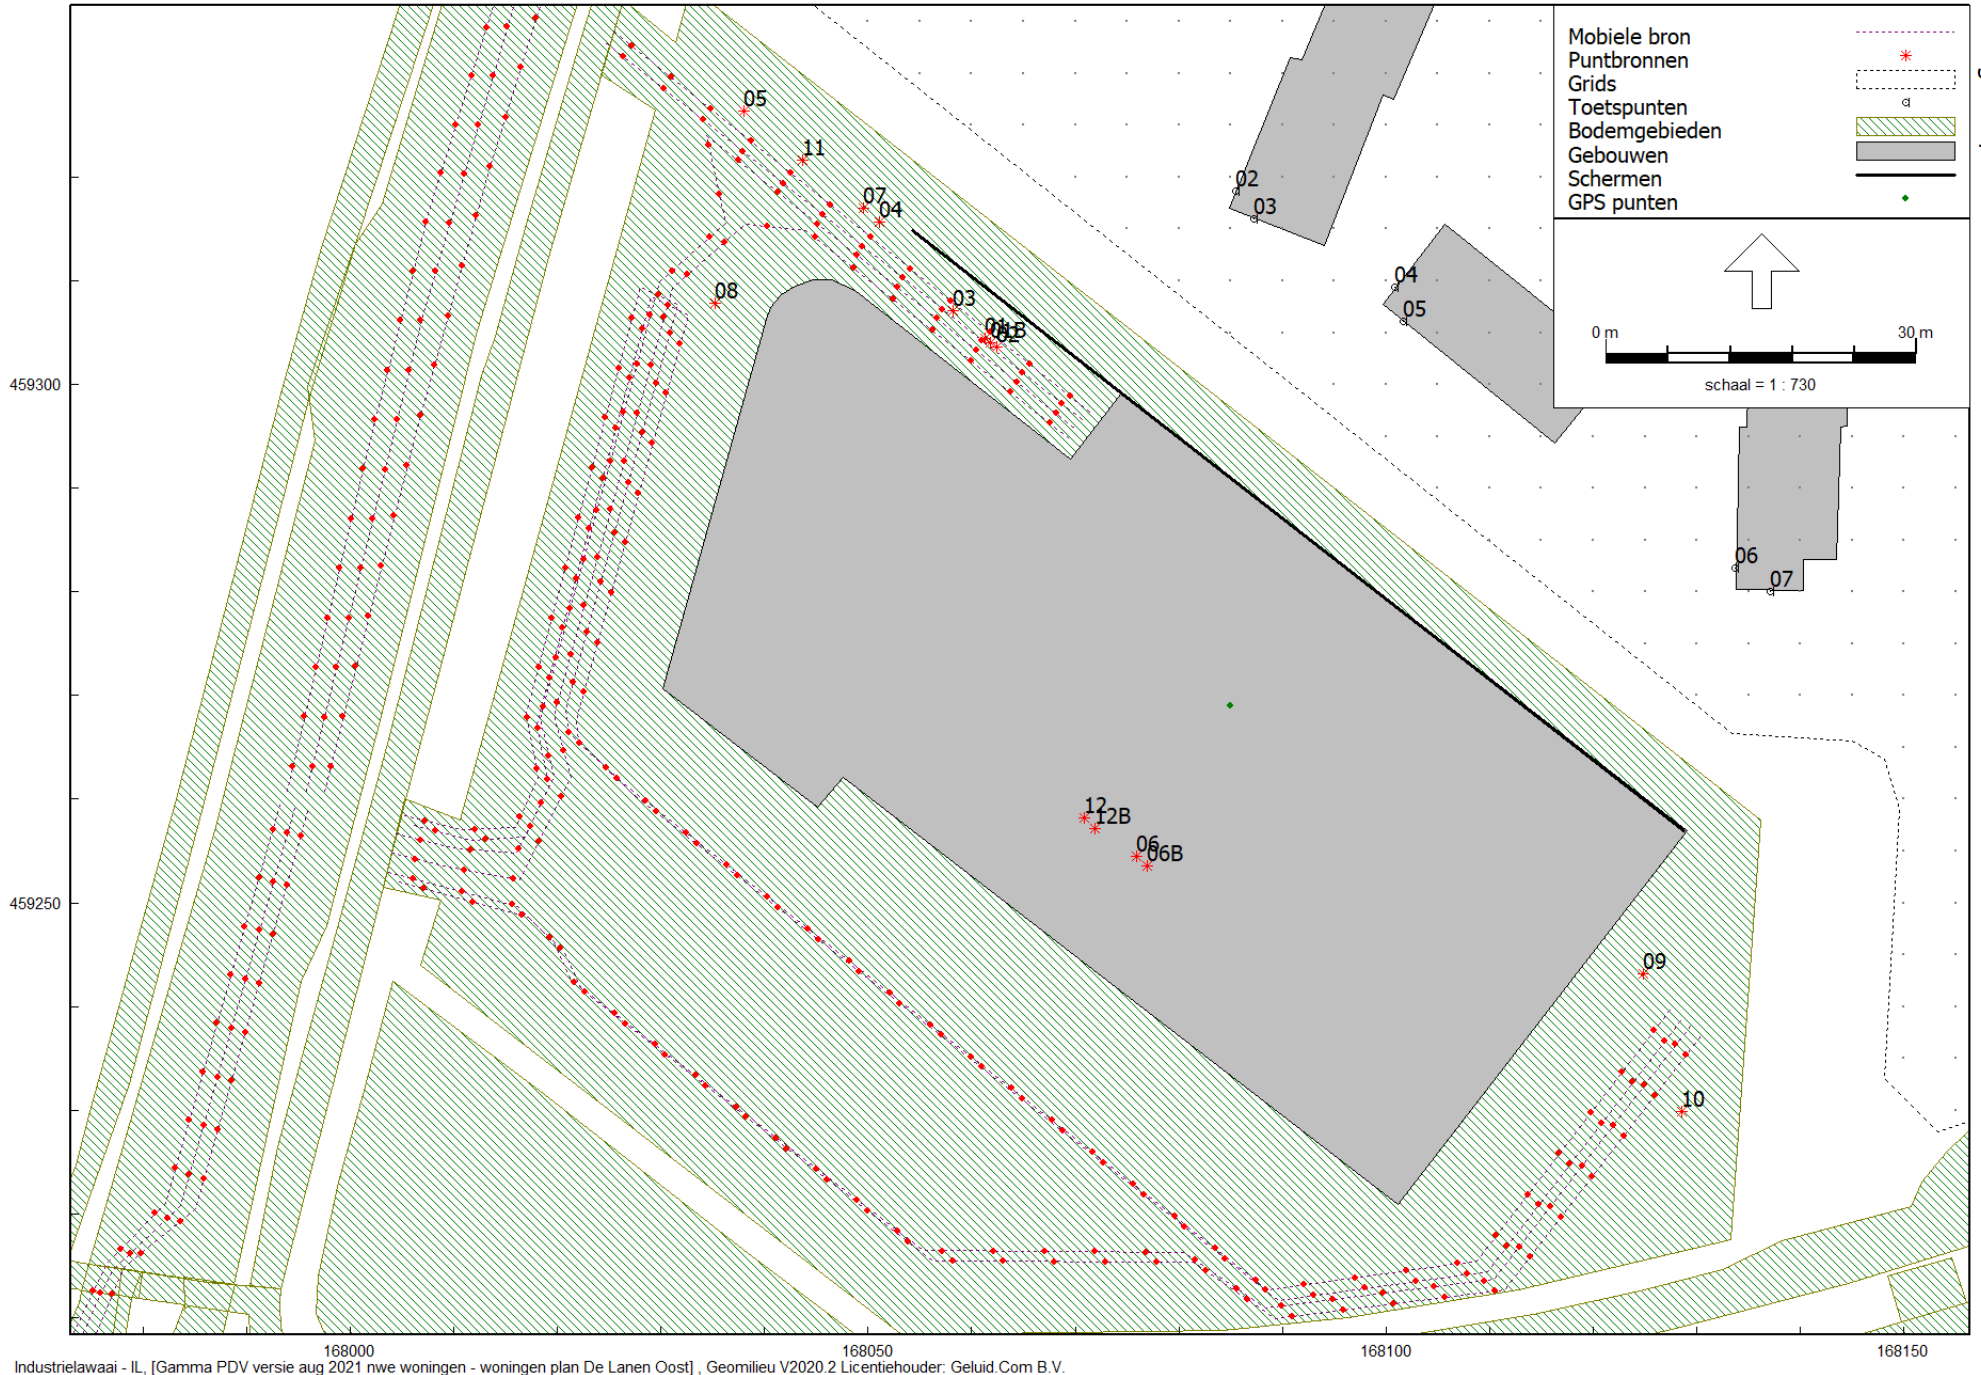 Mobiele bron
Puntbronnen
Grids
Toetspunten
Bodemgebieden
Gebouwen
Schermen
GPS punten
0 m 30 m
schaal = 1 : 730
05
11
07
04
08
03
01
02
02
03
04
05
06
07
12
12B
06
06B
09
10
459300
459250
168000 168050 168100 168150
Industrielawaai - IL, [Gamma PDV versie aug 2021 nwe woningen - woningen plan De Lanen Oost] , Geomilieu V2020.2 Licentiehouder: Geluid.Com B.V.